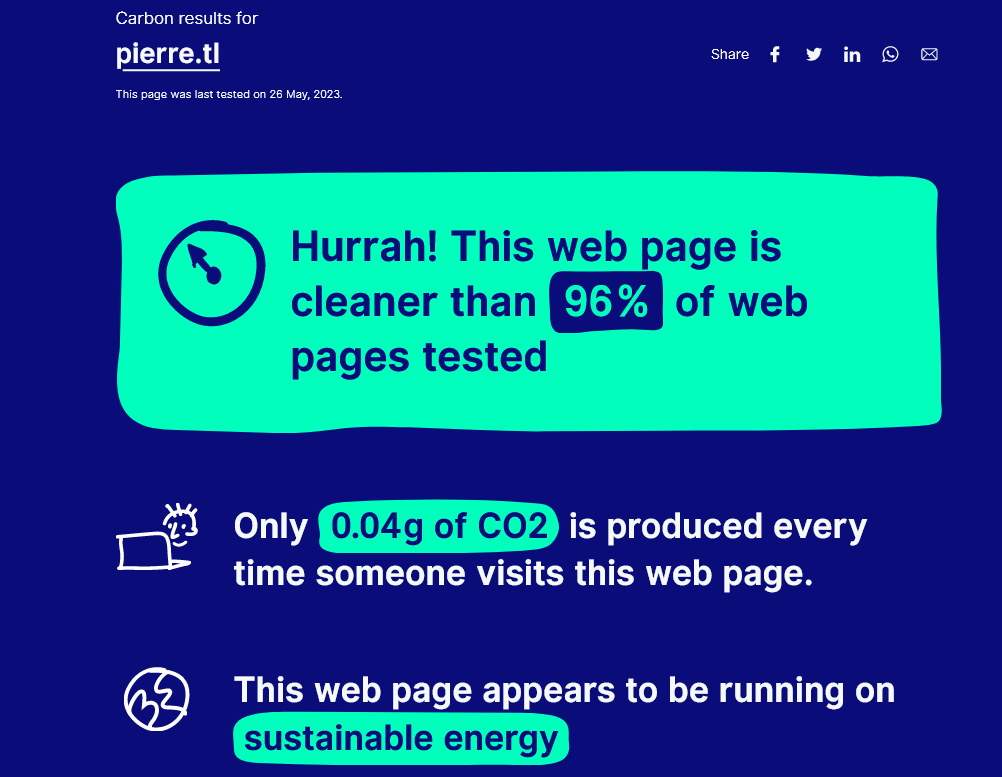 Carbon results for
pierre.tl
Share
This page was last tested on 26 May, 2023.
Hurrah! This web page is
cleaner than 96% of web
pages tested
Only 0.04g of CO2 is produced every
time someone visits this web page.
This web page appears to be running on
sustainable energy